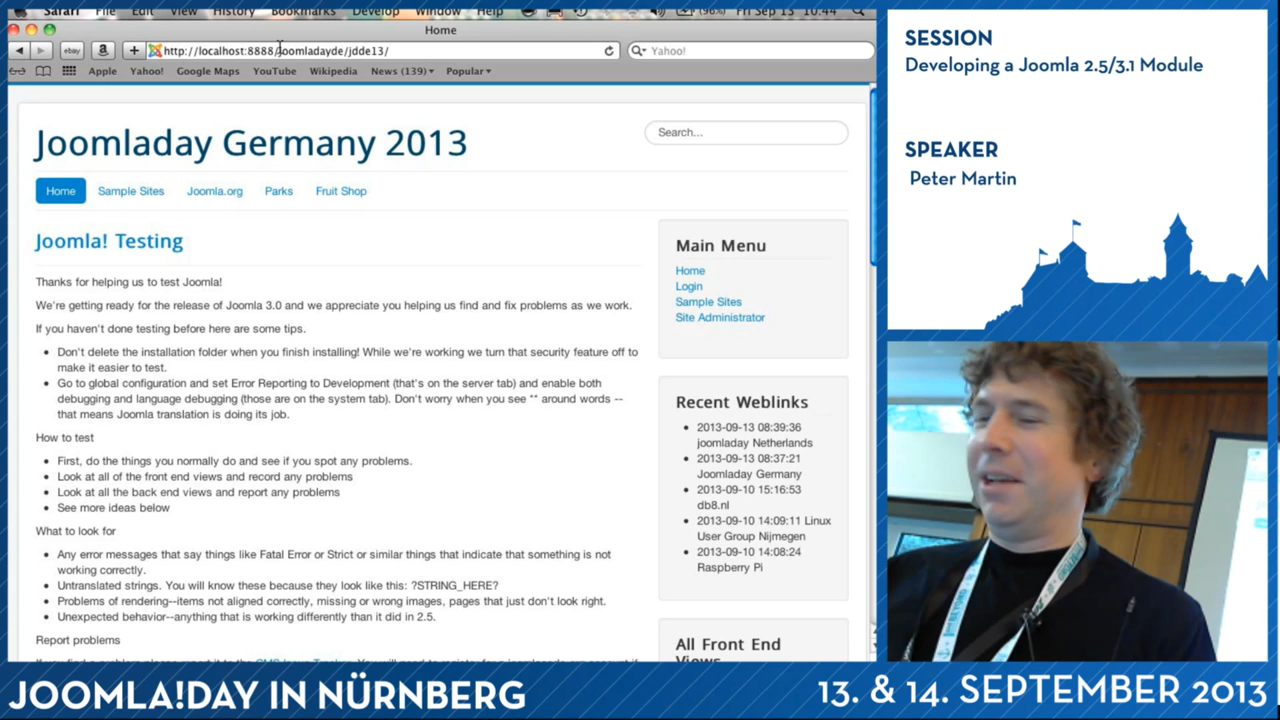 Safari File Edit View History Bookmarks Develop Window Help (96%) Fri Sep 13 10:44
Home
ebay a + http://localhost:8888/joomladayde/jdde13/
Yahoo!
Apple Yahoo! Google Maps YouTube Wikipedia News (139) Popular
Joomladay Germany 2013
Search...
Home Sample Sites Joomla.org Parks Fruit Shop
Joomla! Testing
Thanks for helping us to test Joomla!
We're getting ready for the release of Joomla 3.0 and we appreciate you helping us find and fix problems as we work.
If you haven't done testing before here are some tips.
Don't delete the installation folder when you finish installing! While we're working we turn that security feature off to
make it easier to test.
Go to global configuration and set Error Reporting to Development (that's on the server tab) and enable both
debugging and language debugging (those are on the system tab). Don't worry when you see ** around words --
that means Joomla translation is doing its job.
How to test
First, do the things you normally do and see if you spot any problems.
Look at all of the front end views and record any problems
Look at all the back end views and report any problems
See more ideas below
What to look for
Any error messages that say things like Fatal Error or Strict or similar things that indicate that something is not
working correctly.
Untranslated strings. You will know these because they look like this: ?STRING_HERE?
Problems of rendering--items not aligned correctly, missing or wrong images, pages that just don't look right.
Unexpected behavior--anything that is working differently than it did in 2.5.
Report problems
Main Menu
Home
Login
Sample Sites
Site Administrator
Recent Weblinks
2013-09-13 08:39:36
joomladay Netherlands
2013-09-13 08:37:21
Joomladay Germany
2013-09-10 15:16:53
db8.nl
2013-09-10 14:09:11 Linux
User Group Nijmegen
2013-09-10 14:08:24
Raspberry Pi
All Front End
Views
SESSION
Developing a Joomla 2.5/3.1 Module
SPEAKER
Peter Martin
JOOMLA!DAY IN NÜRNBERG
13. & 14. SEPTEMBER 2013